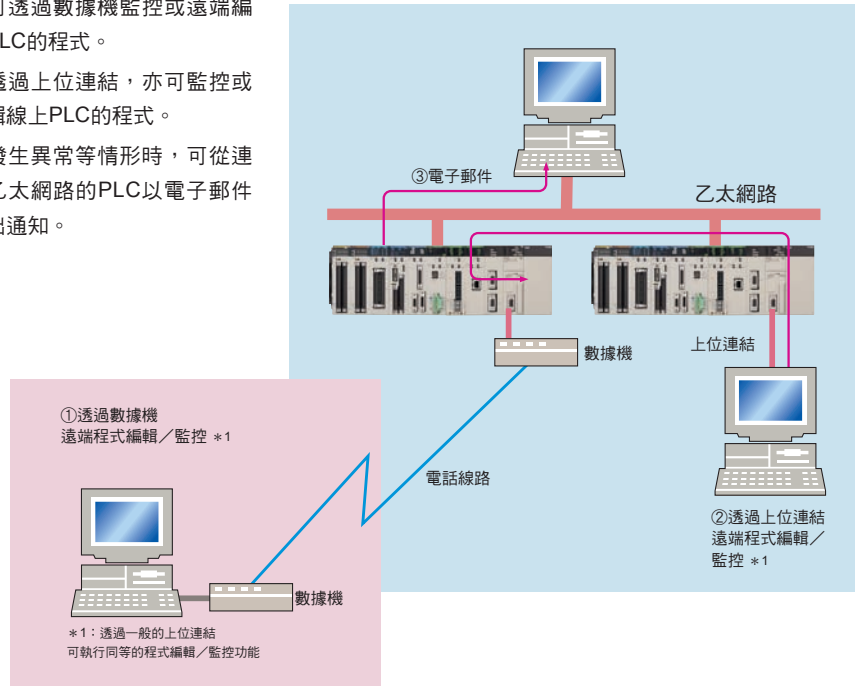 透過數據機監控或遠端編
LC的程式。
透過上位連結，亦可監控或
線上PLC的程式。
發生異常等情形時，可從連
乙太網路的PLC以電子郵件
出通知。
③電子郵件
乙太網路
數據機
上位連結
①透過數據機
遠端程式編輯／監控 *1
電話線路
②透過上位連結
遠端程式編輯／
監控 *1
數據機
*1：透過一般的上位連結
可執行同等的程式編輯／監控功能